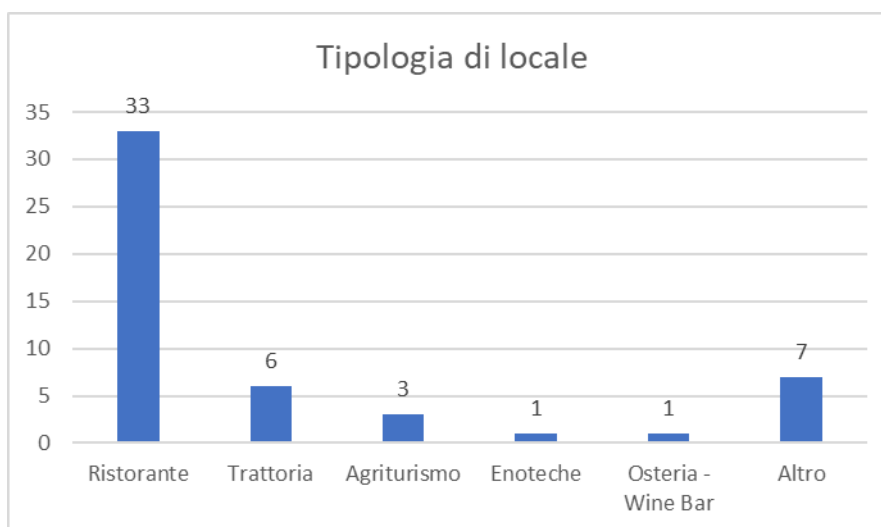 Tipologia di locale
35
30
25
20
15
10
5
0
33
6
3
1
1
7
Ristorante
Trattoria
Agriturismo
Enoteche
Osteria -
Wine Bar
Altro